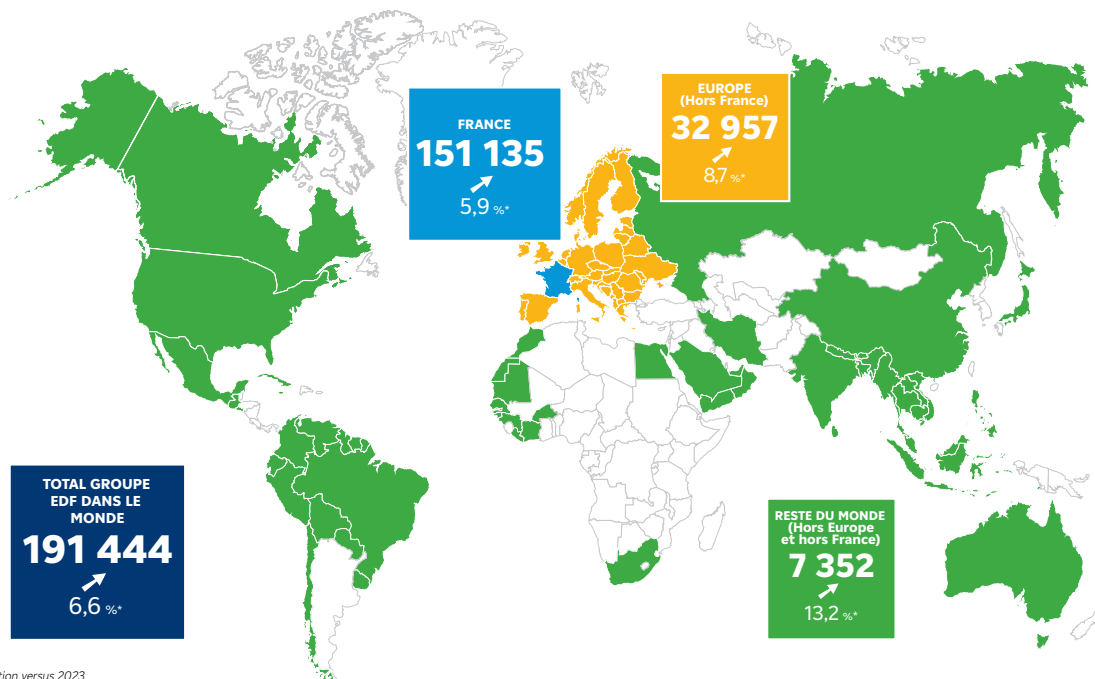 FRANCE
151 135
5,9 %*
EUROPE
(Hors France)
32 957
8,7 %*
TOTAL GROUPE
EDF DANS LE
MONDE
191 444
6,6 %*
RESTE DU MONDE
(Hors Europe
et hors France)
7 352
13,2 %*
versus 2023